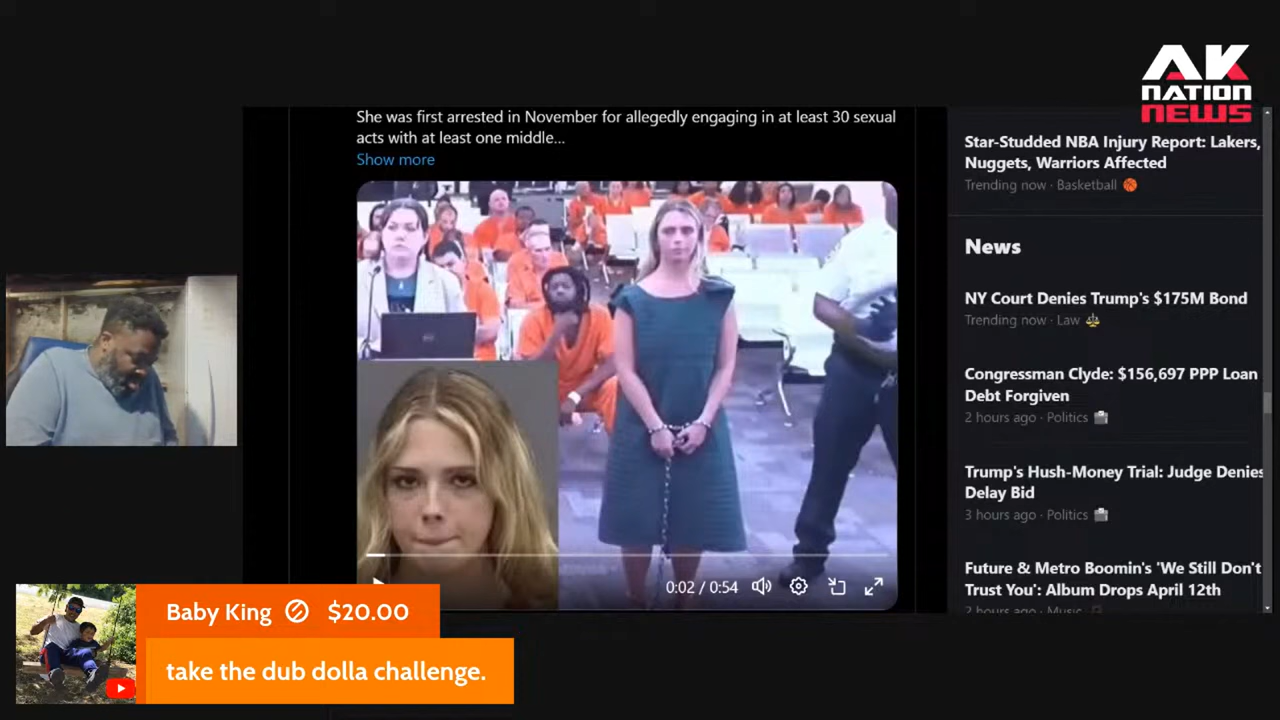 AK
NATION
NEWS
She was first arrested in November for allegedly engaging in at least 30 sexual
acts with at least one middle...
Show more
0:02 / 0:54
Star-Studded NBA Injury Report: Lakers,
Nuggets, Warriors Affected
Trending now · Basketball
News
NY Court Denies Trump's $175M Bond
Trending now · Law
Congressman Clyde: $156,697 PPP Loan
Debt Forgiven
2 hours ago · Politics
Trump's Hush-Money Trial: Judge Denies
Delay Bid
3 hours ago · Politics
Future & Metro Boomin's 'We Still Don't
Trust You': Album Drops April 12th
2 hours ago · Music
Baby King $20.00
take the dub dolla challenge.